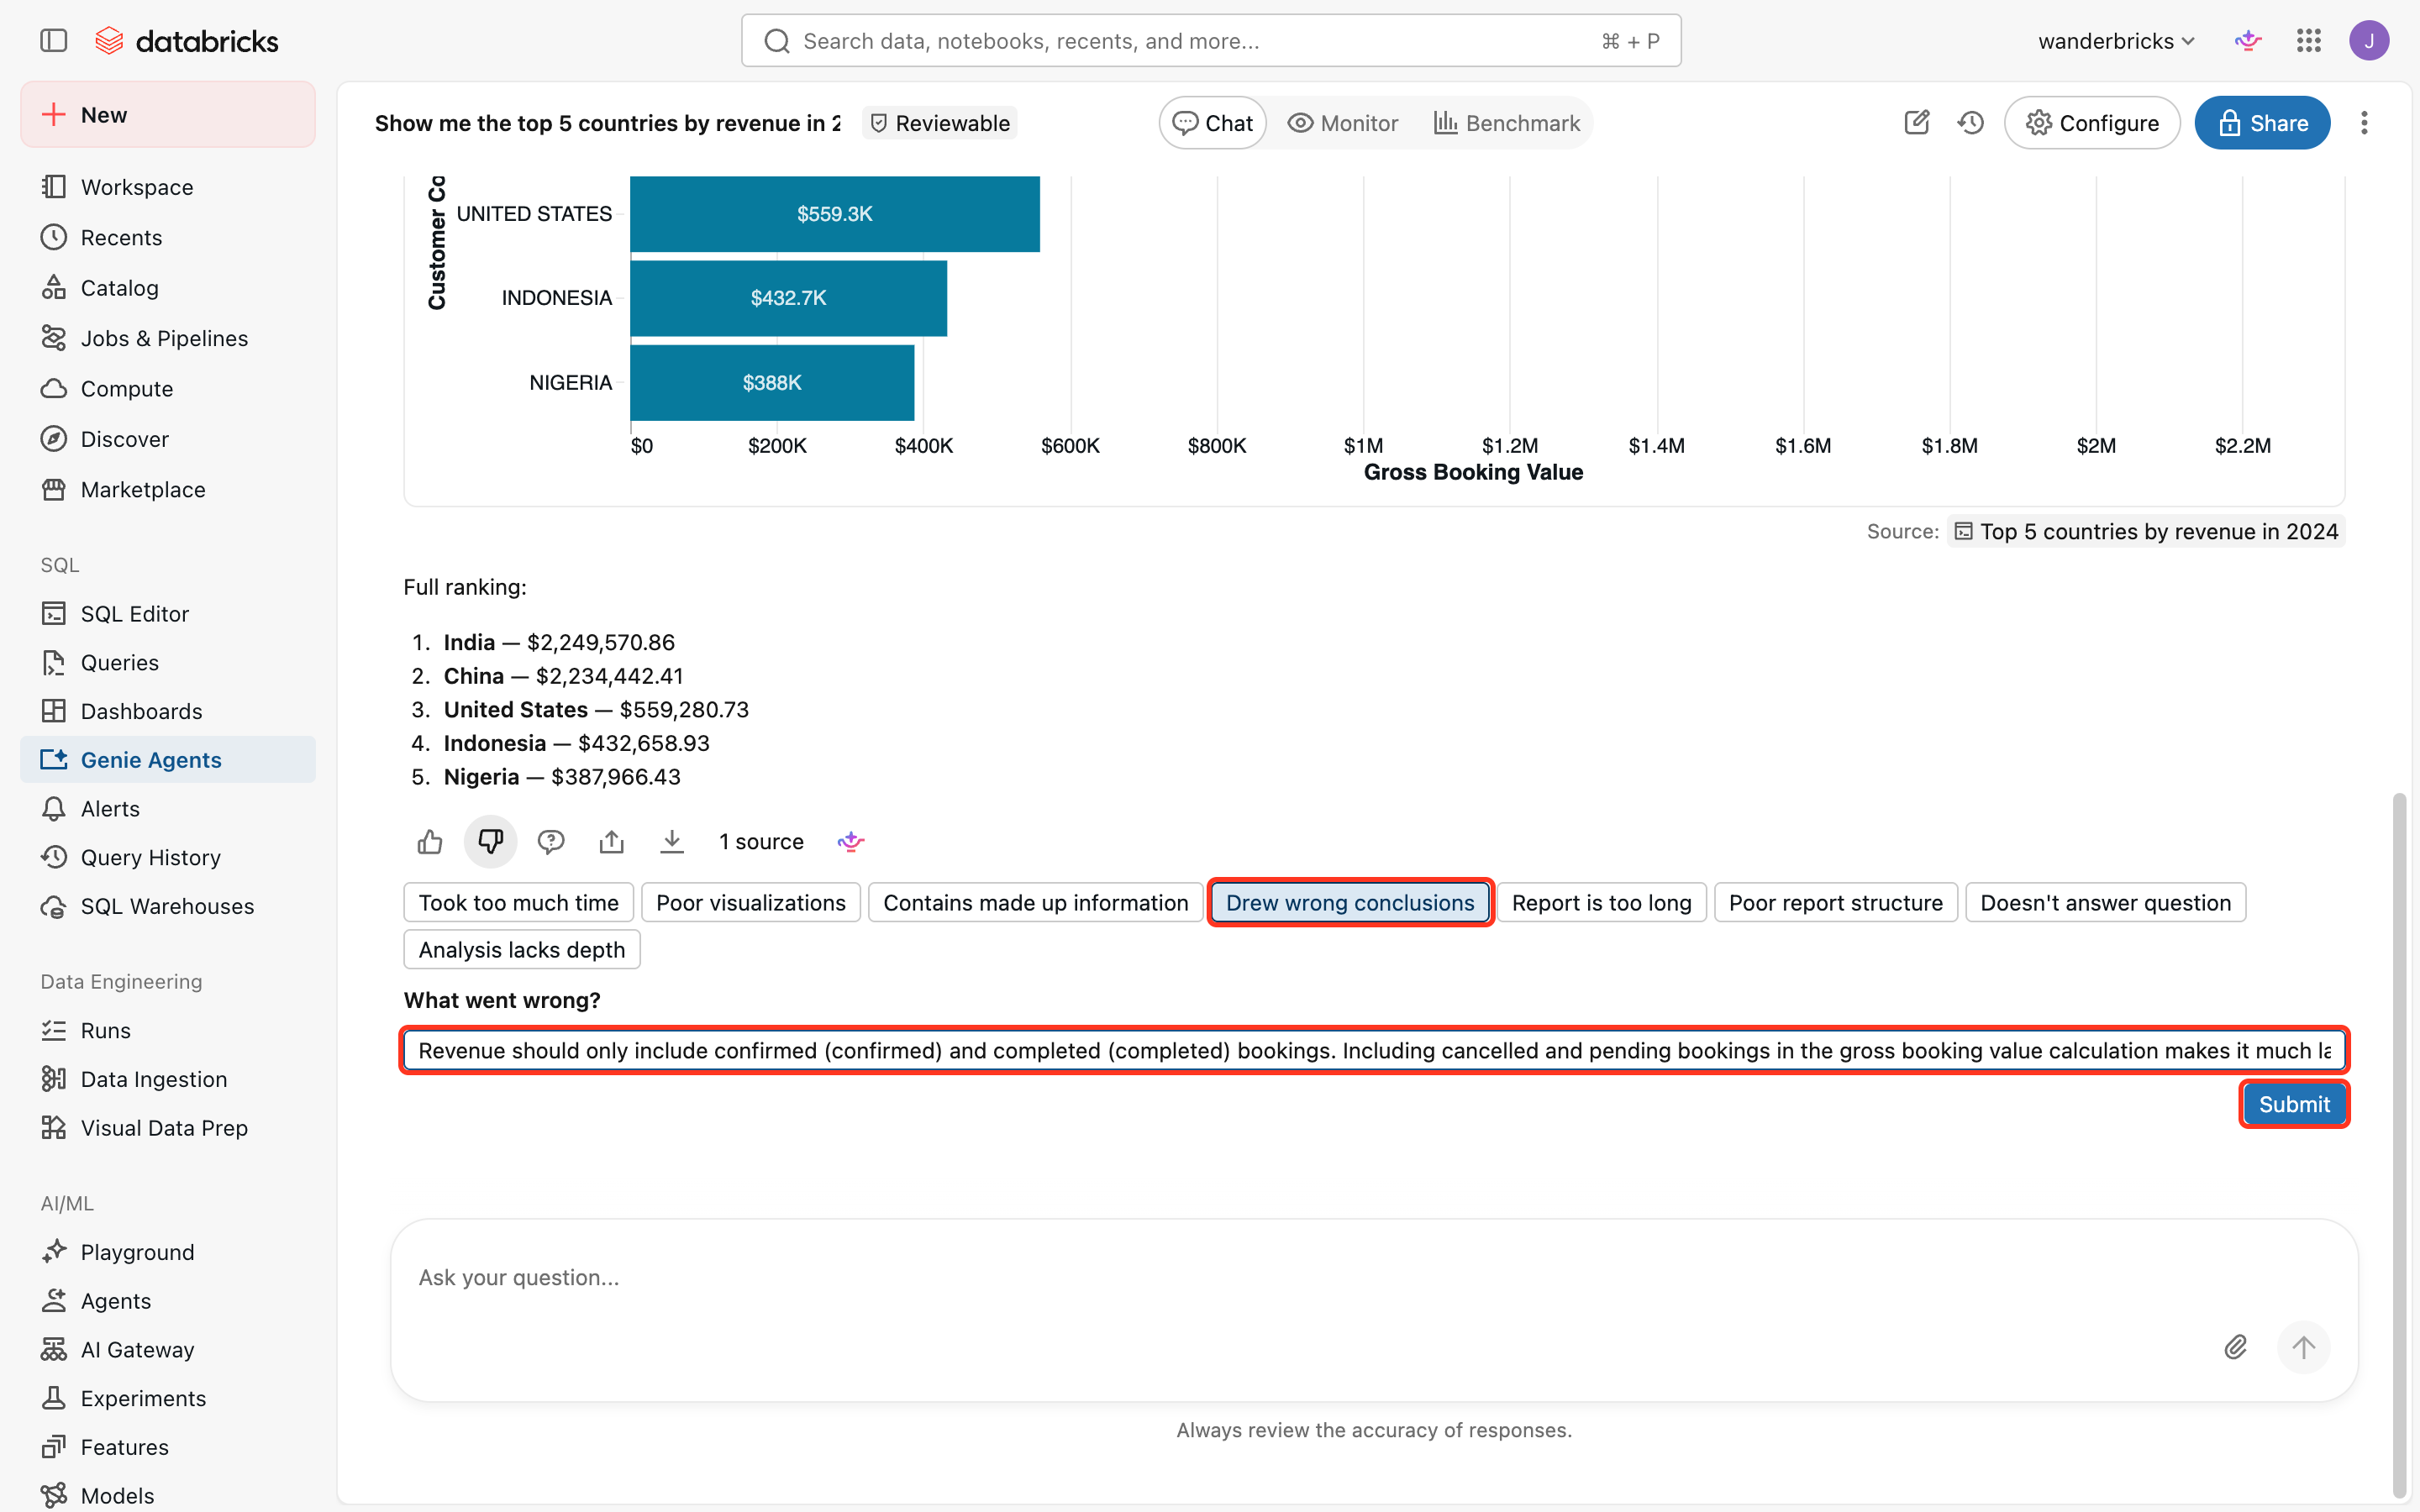 databricks
Search data, notebooks, recents, and more...
⌘ + P
wanderbricks
J
New
Workspace
Recents
Catalog
Jobs & Pipelines
Compute
Discover
Marketplace
SQL
SQL Editor
Queries
Dashboards
Genie Agents
Alerts
Query History
SQL Warehouses
Data Engineering
Runs
Data Ingestion
Visual Data Prep
AI/ML
Playground
Agents
AI Gateway
Experiments
Features
Models
Show me the top 5 countries by revenue in 2
Reviewable
Chat
Monitor
Benchmark
Configure
Share
Customer Co
UNITED STATES
$559.3K
INDONESIA
$432.7K
NIGERIA
$388K
$0 $200K $400K $600K $800K $1M $1.2M $1.4M $1.6M $1.8M $2M $2.2M
Gross Booking Value
Source: Top 5 countries by revenue in 2024
Full ranking:
1. India — $2,249,570.86
2. China — $2,234,442.41
3. United States — $559,280.73
4. Indonesia — $432,658.93
5. Nigeria — $387,966.43
1 source
Took too much time
Poor visualizations
Contains made up information
Drew wrong conclusions
Report is too long
Poor report structure
Doesn't answer question
Analysis lacks depth
What went wrong?
Revenue should only include confirmed (confirmed) and completed (completed) bookings. Including cancelled and pending bookings in the gross booking value calculation makes it much la
Submit
Ask your question...
Always review the accuracy of responses.